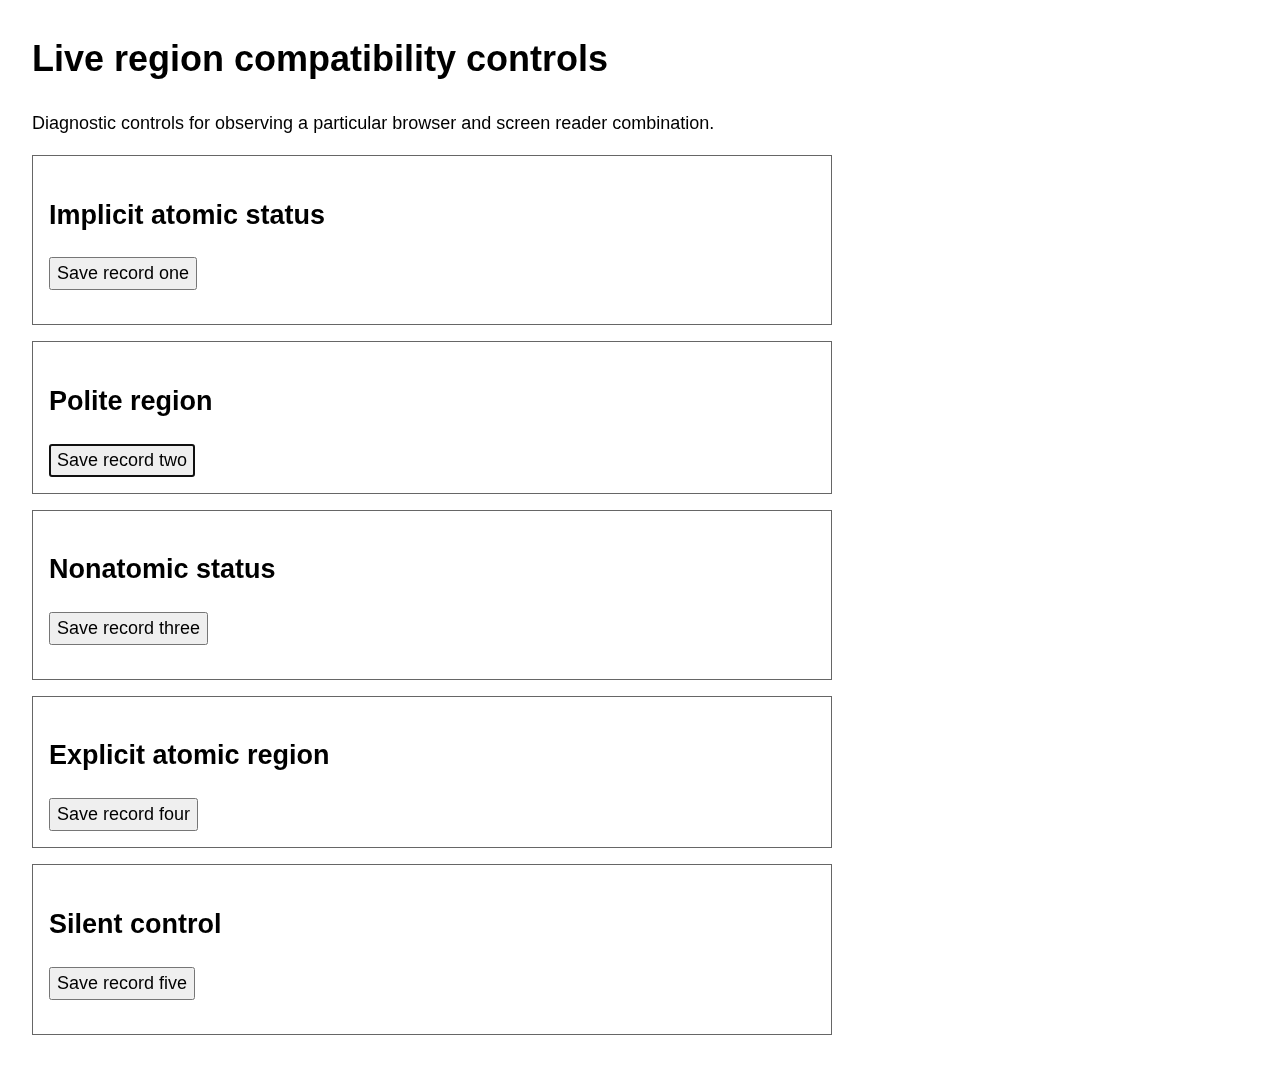 Live region compatibility controls
Diagnostic controls for observing a particular browser and screen reader combination.
Implicit atomic status
Save record one
Polite region
Save record two
Nonatomic status
Save record three
Explicit atomic region
Save record four
Silent control
Save record five